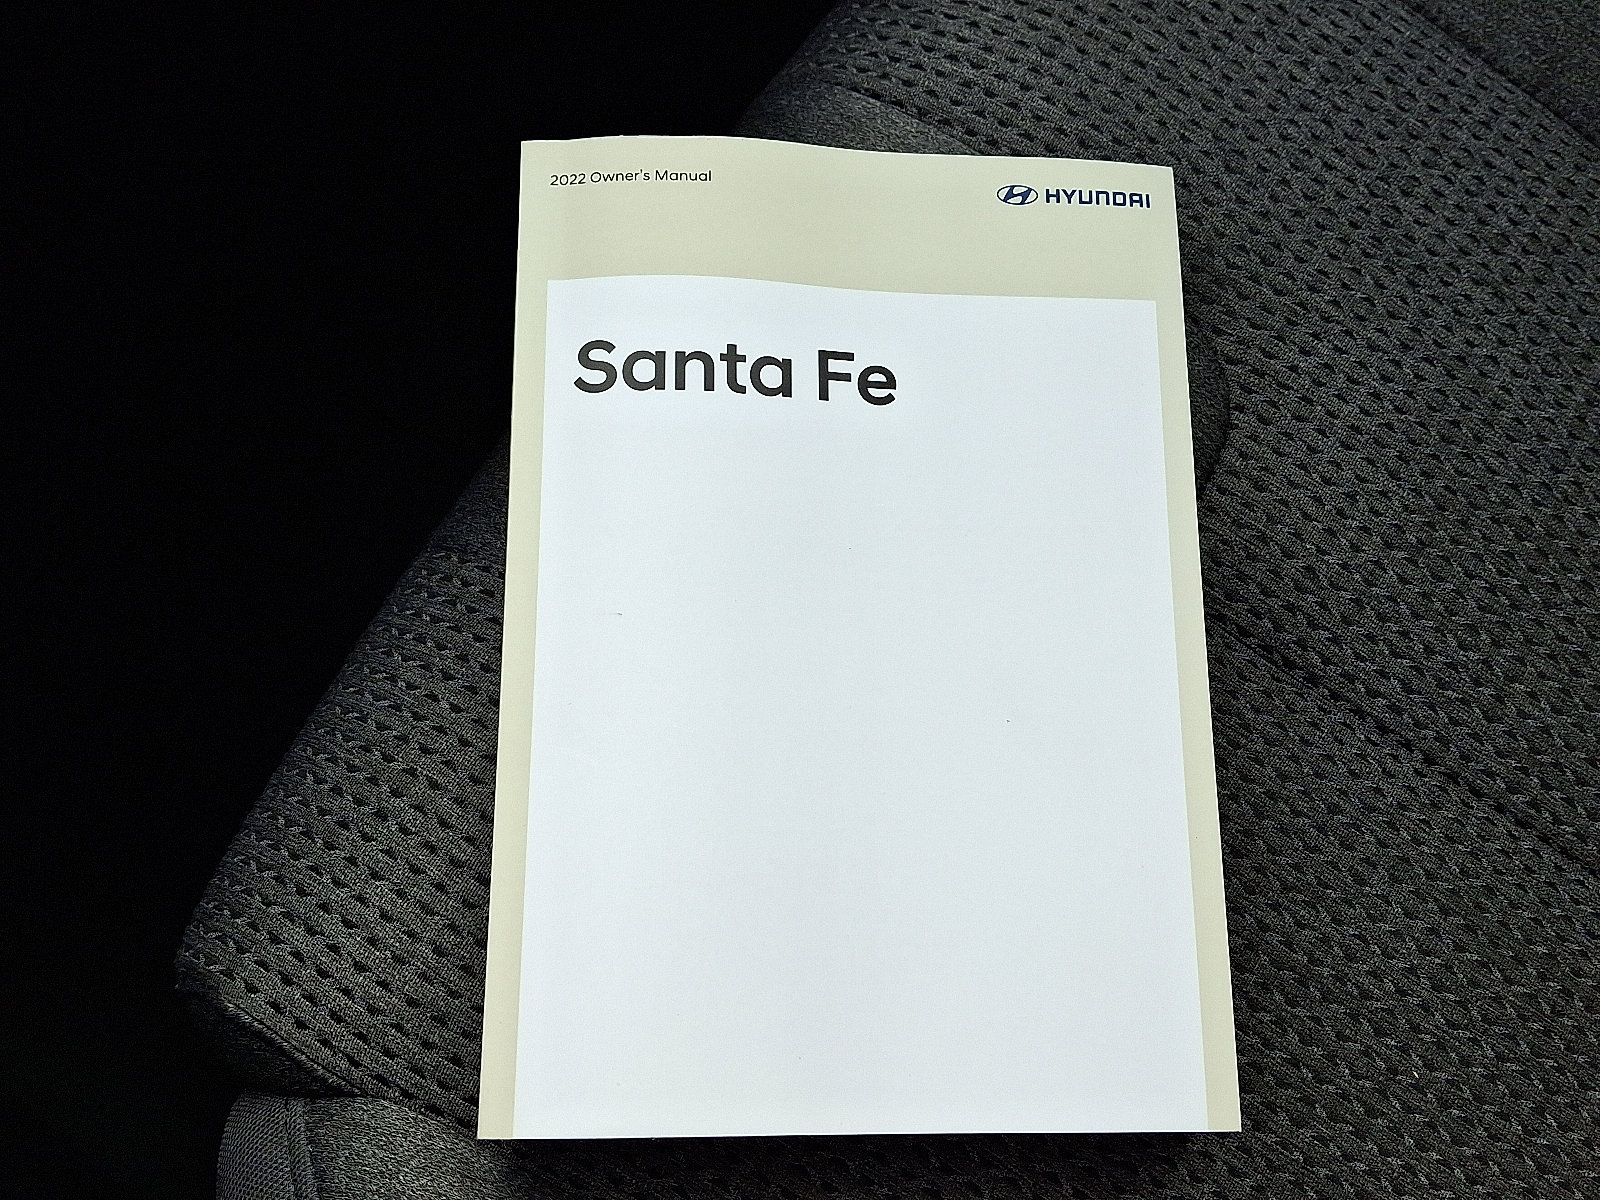 2022 Owner's Manual
HYUNDAI
Santa Fe